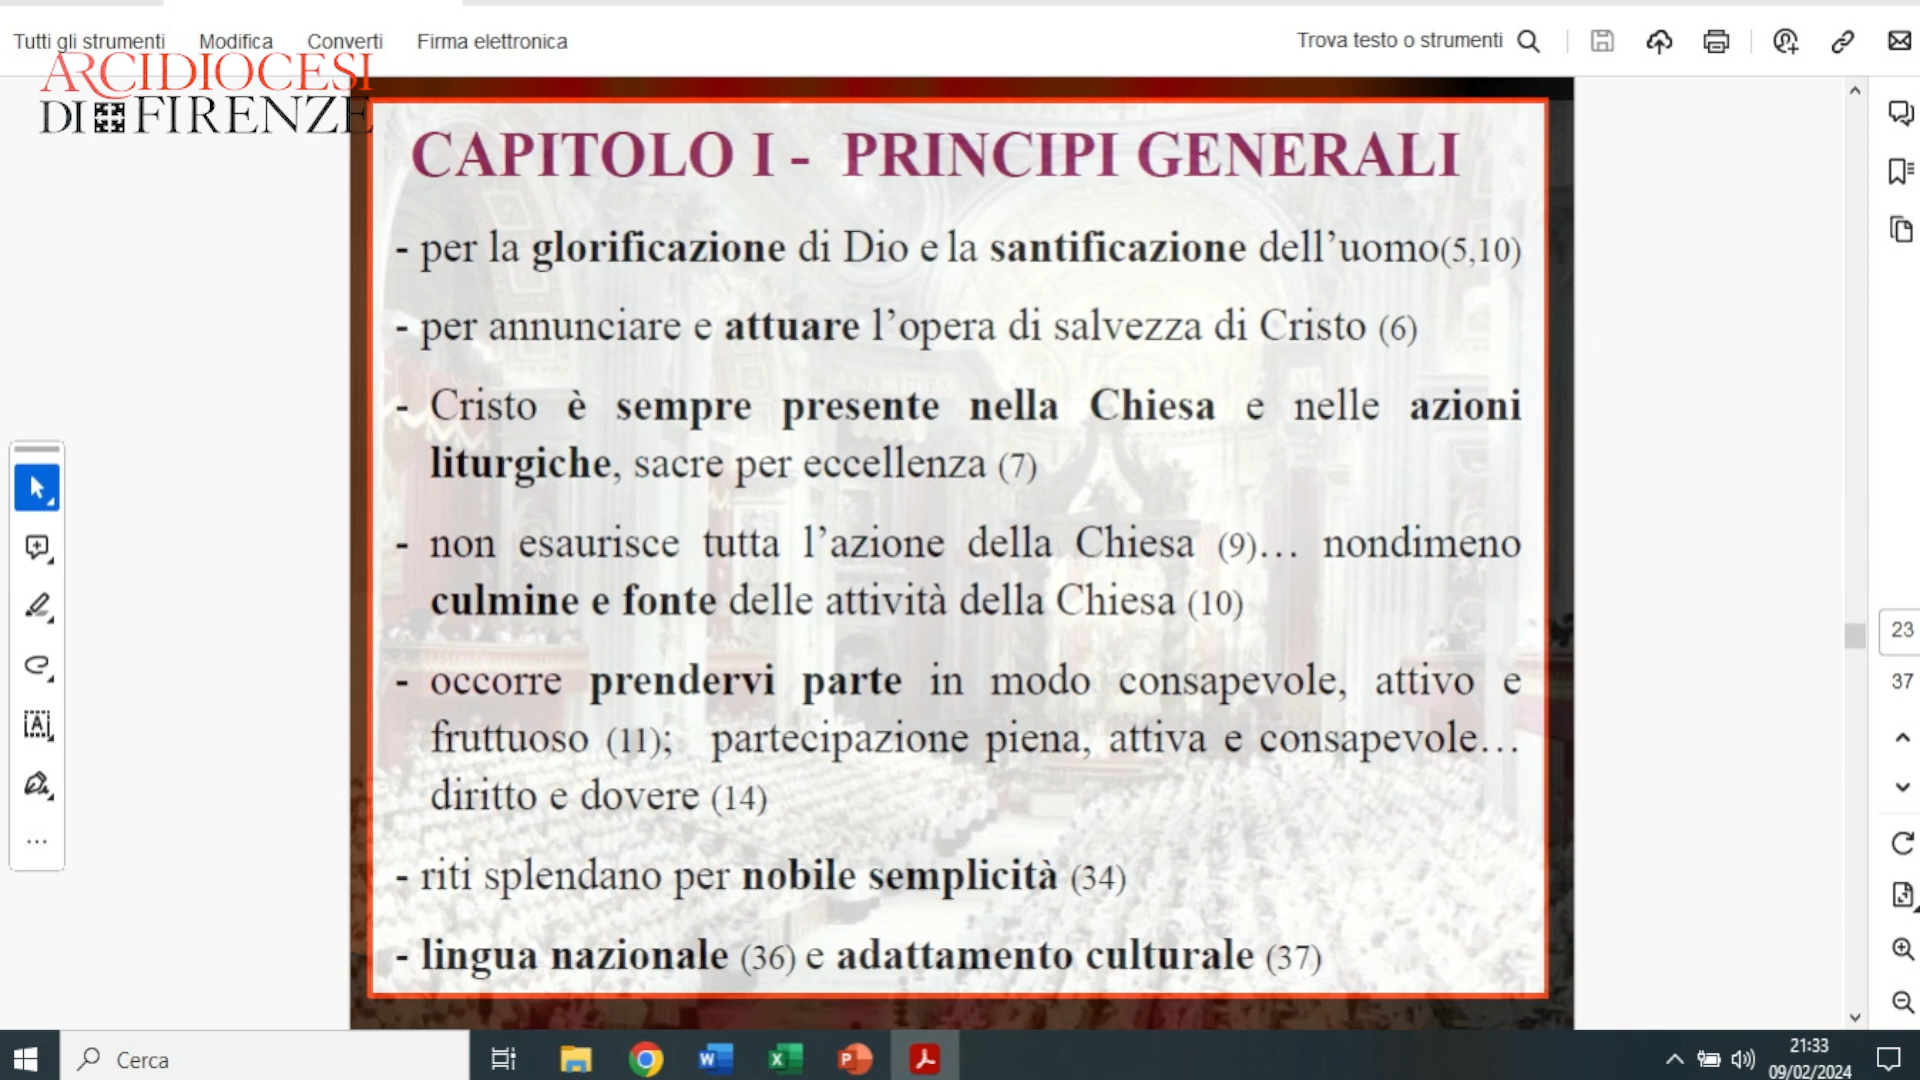 Tutti gli strumenti Modifica Converti Firma elettronica Trova testo o strumenti
ARCIDIOCESI
DI FIRENZE
CAPITOLO I - PRINCIPI GENERALI
- per la glorificazione di Dio e la santificazione dell’uomo(5,10)
- per annunciare e attuare l’opera di salvezza di Cristo (6)
- Cristo è sempre presente nella Chiesa e nelle azioni
liturgiche, sacre per eccellenza (7)
- non esaurisce tutta l’azione della Chiesa (9)… nondimeno
culmine e fonte delle attività della Chiesa (10)
- occorre prendervi parte in modo consapevole, attivo e
fruttuoso (11); partecipazione piena, attiva e consapevole…
diritto e dovere (14)
- riti splendano per nobile semplicità (34)
- lingua nazionale (36) e adattamento culturale (37)
23
37
Cerca
21:33
09/02/2024